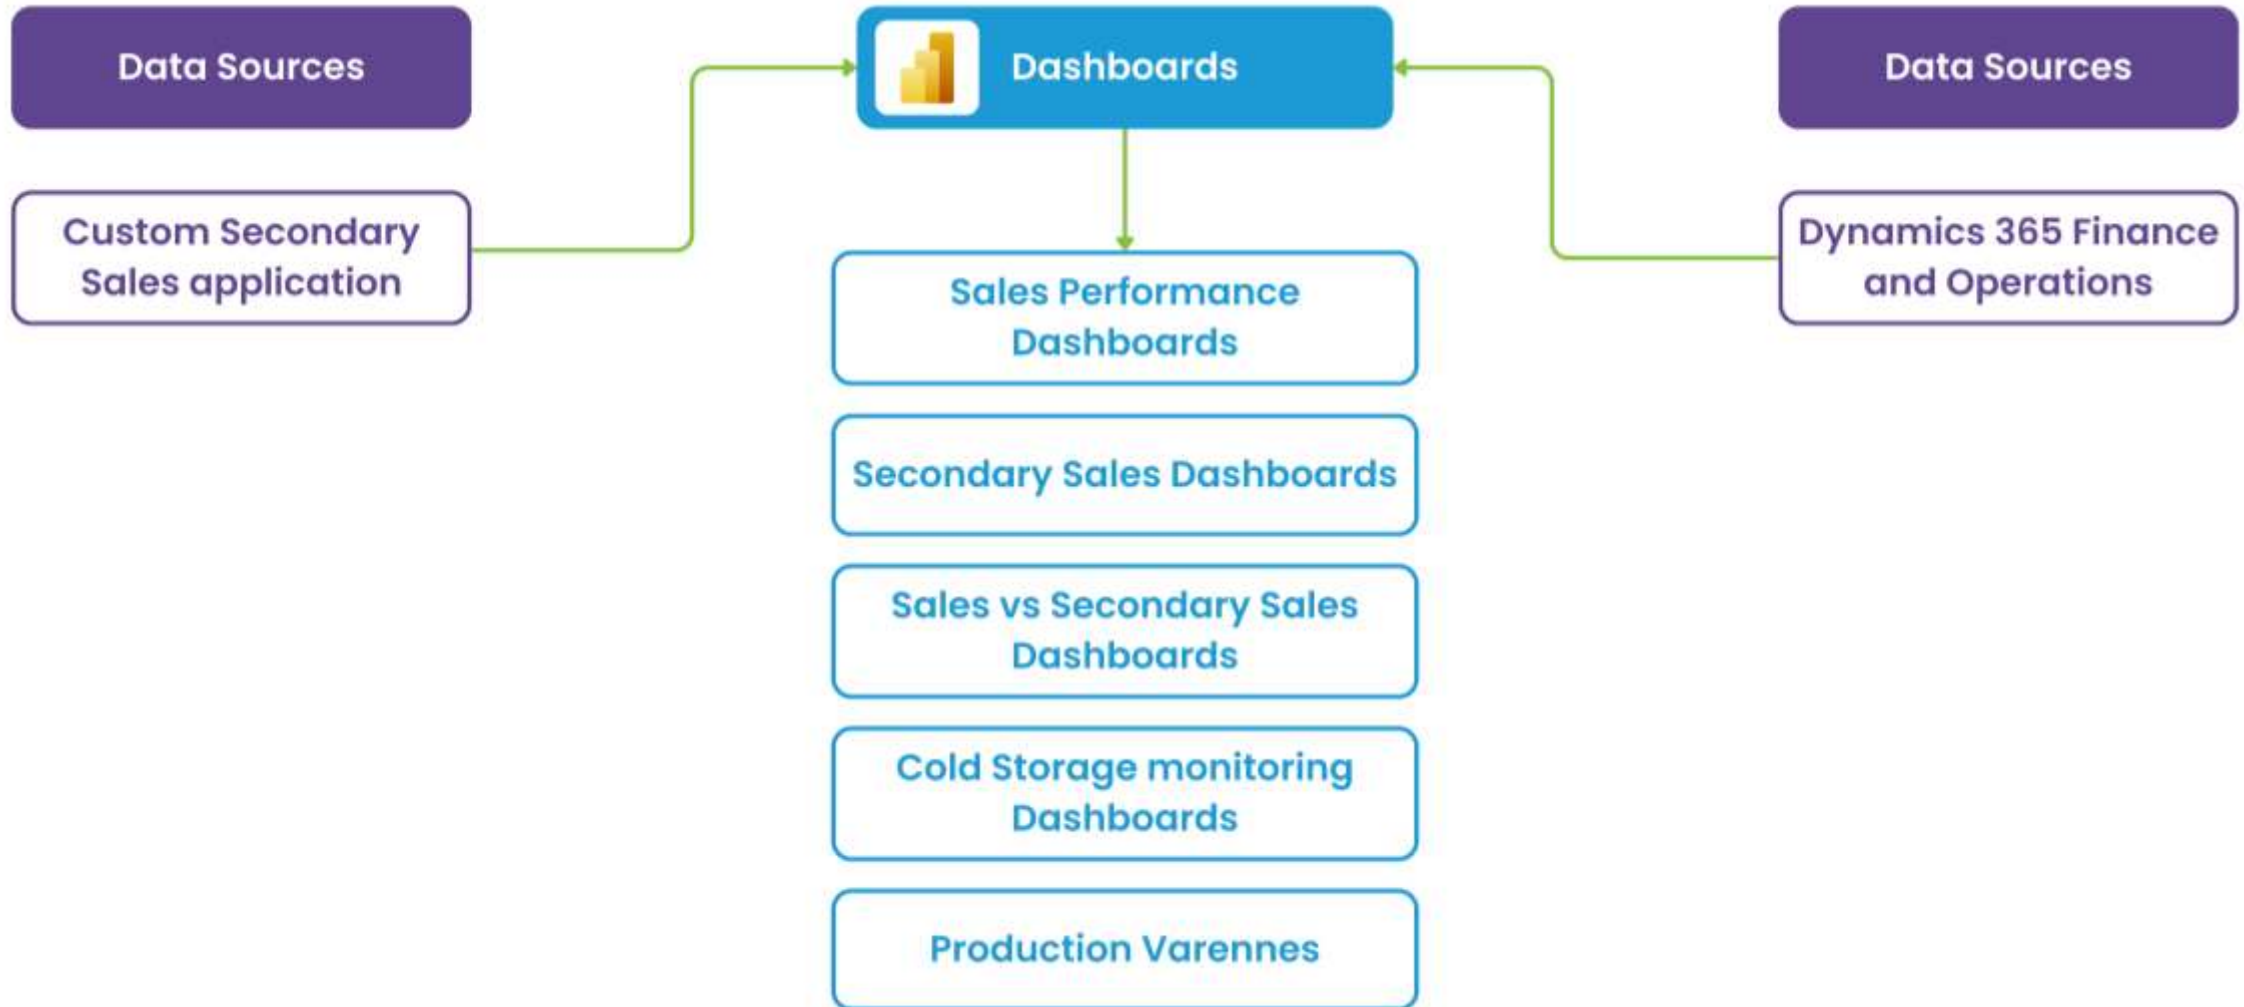 Data Sources
Custom Secondary
Sales application
Dashboards
Sales Performance
Dashboards
Secondary Sales Dashboards
Sales vs Secondary Sales
Dashboards
Cold Storage monitoring
Dashboards
Production Varennes
Data Sources
Dynamics 365 Finance
and Operations